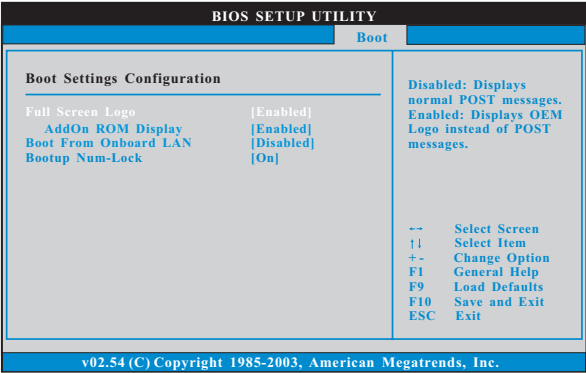 BIOS SETUP UTILITY
Boot
Boot Settings Configuration
Full Screen Logo [Enabled]
AddOn ROM Display [Enabled]
Boot From Onboard LAN [Disabled]
Bootup Num-Lock [On]
Disabled: Displays
normal POST messages.
Enabled: Displays OEM
Logo instead of POST
messages.
←→ Select Screen
↑↓ Select Item
+ - Change Option
F1 General Help
F9 Load Defaults
F10 Save and Exit
ESC Exit
v02.54 (C) Copyright 1985-2003, American Megatrends, Inc.